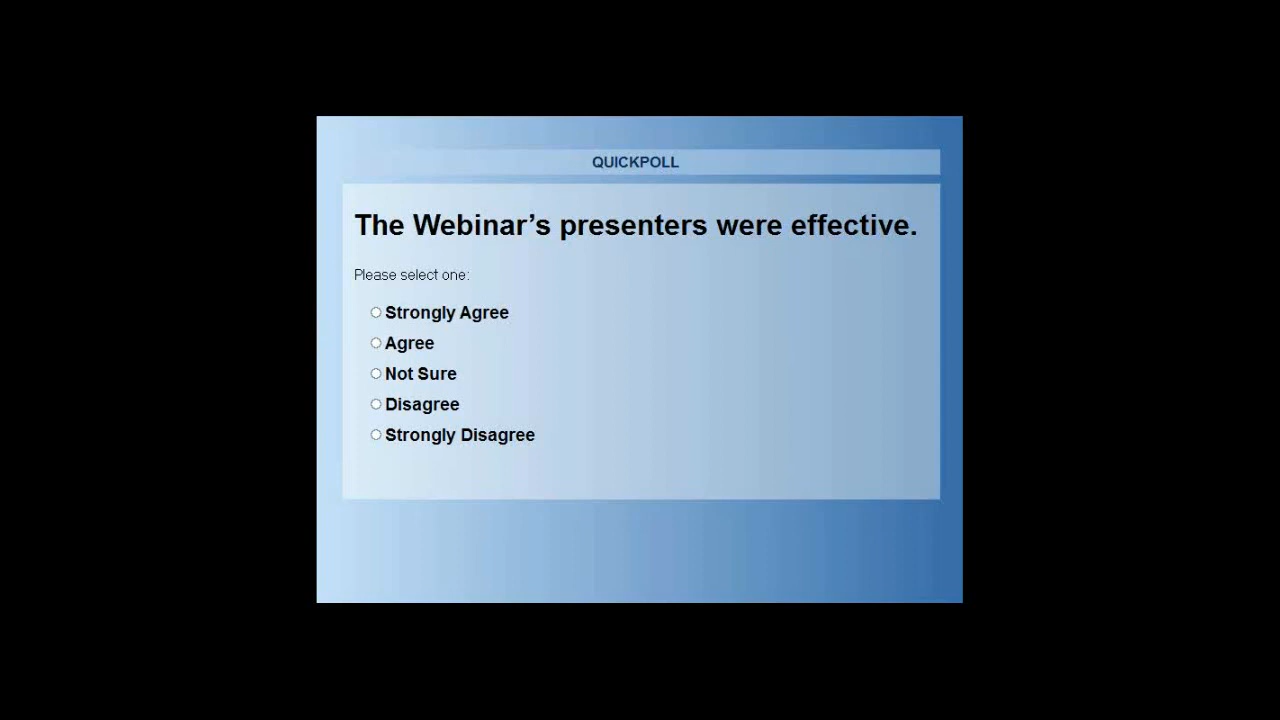 QUICKPOLL
The Webinar’s presenters were effective.
Please select one:
Strongly Agree
Agree
Not Sure
Disagree
Strongly Disagree